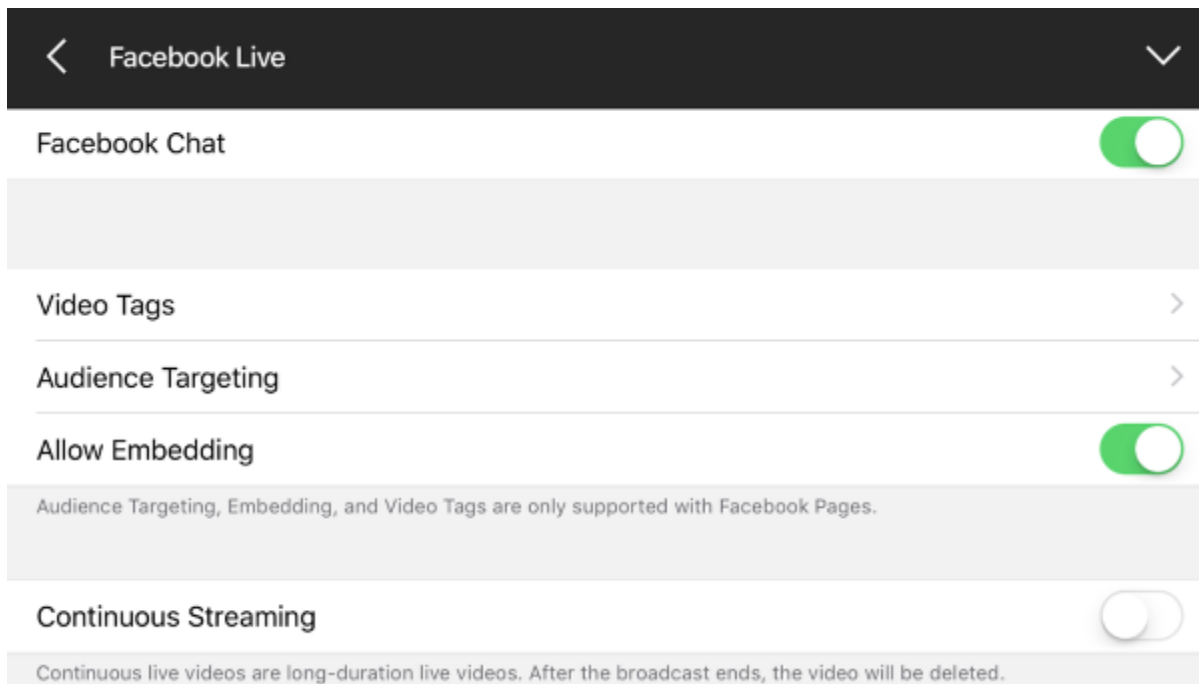 Facebook Live
Facebook Chat
Video Tags
Audience Targeting
Allow Embedding
Audience Targeting, Embedding, and Video Tags are only supported with Facebook Pages.
Continuous Streaming
Continuous live videos are long-duration live videos. After the broadcast ends, the video will be deleted.